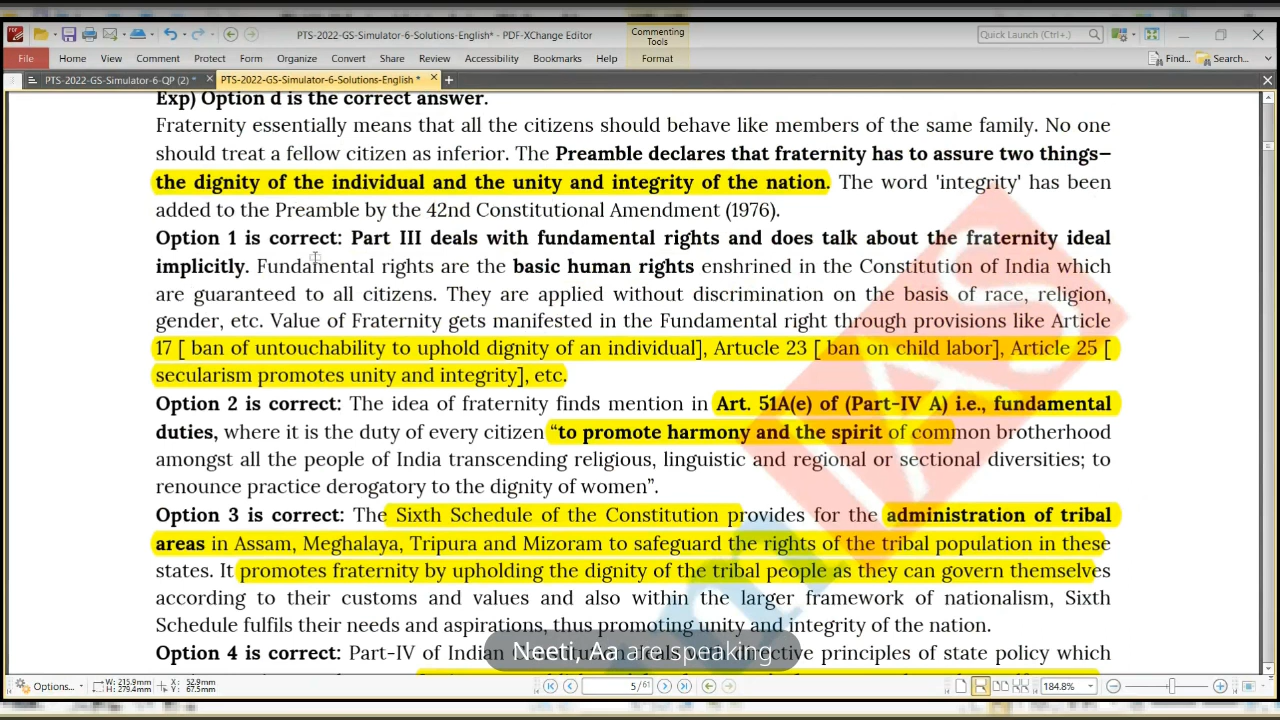 PTS-2022-GS-Simulator-6-Solutions-English* - PDF-XChange Editor
Commenting Tools
Quick Launch (Ctrl+.)
File Home View Comment Protect Form Organize Convert Share Review Accessibility Bookmarks Help Format Find... Search...
PTS-2022-GS-Simulator-6-QP (2) * PTS-2022-GS-Simulator-6-Solutions-English *
Exp) Option d is the correct answer.
Fraternity essentially means that all the citizens should behave like members of the same family. No one
should treat a fellow citizen as inferior. The Preamble declares that fraternity has to assure two things–
the dignity of the individual and the unity and integrity of the nation. The word 'integrity' has been
added to the Preamble by the 42nd Constitutional Amendment (1976).
Option 1 is correct: Part III deals with fundamental rights and does talk about the fraternity ideal
implicitly. Fundamental rights are the basic human rights enshrined in the Constitution of India which
are guaranteed to all citizens. They are applied without discrimination on the basis of race, religion,
gender, etc. Value of Fraternity gets manifested in the Fundamental right through provisions like Article
17 [ ban of untouchability to uphold dignity of an individual], Artucle 23 [ ban on child labor], Article 25 [
secularism promotes unity and integrity], etc.
Option 2 is correct: The idea of fraternity finds mention in Art. 51A(e) of (Part-IV A) i.e., fundamental
duties, where it is the duty of every citizen “to promote harmony and the spirit of common brotherhood
amongst all the people of India transcending religious, linguistic and regional or sectional diversities; to
renounce practice derogatory to the dignity of women”.
Option 3 is correct: The Sixth Schedule of the Constitution provides for the administration of tribal
areas in Assam, Meghalaya, Tripura and Mizoram to safeguard the rights of the tribal population in these
states. It promotes fraternity by upholding the dignity of the tribal people as they can govern themselves
according to their customs and values and also within the larger framework of nationalism, Sixth
Schedule fulfils their needs and aspirations, thus promoting unity and integrity of the nation.
Option 4 is correct: Part-IV of Indian directive principles of state policy which
Neeti, Aa are speaking
Options... W: 215.9mm H: 279.4mm X: 52.9mm Y: 67.5mm 5/61 184.8%